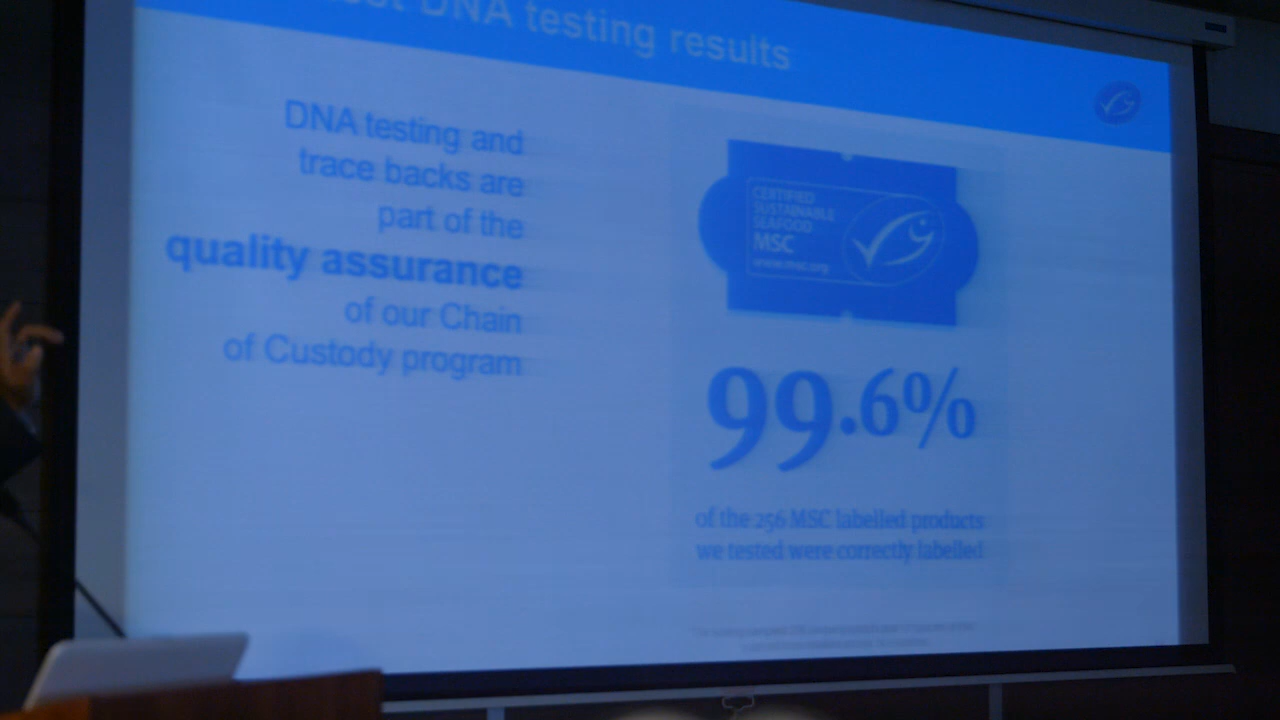 DNA testing results
DNA testing and
trace backs are
part of the
quality assurance
of our Chain
of Custody program
CERTIFIED
SUSTAINABLE
SEAFOOD
MSC
www.msc.org
99.6%
of the 256 MSC labelled products
we tested were correctly labelled